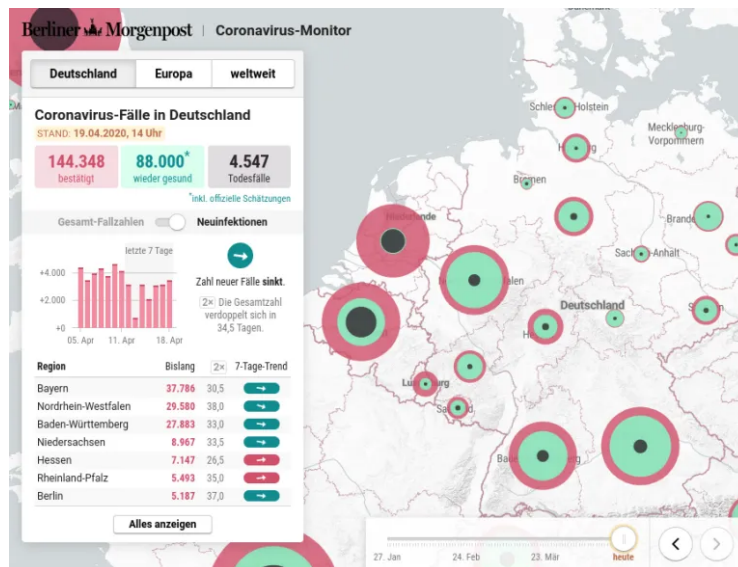 Berliner Morgenpost | Coronavirus-Monitor
Deutschland Europa weltweit
Coronavirus-Fälle in Deutschland
STAND: 19.04.2020, 14 Uhr
144.348 88.000* 4.547
bestätigt wieder gesund Todesfälle
*inkl. offizielle Schätzungen
Gesamt-Fallzahlen Neuinfektionen
letzte 7 Tage
+4.000
+2.000
+0
05. Apr 11. Apr 18. Apr
Zahl neuer Fälle sinkt.
2× Die Gesamtzahl
verdoppelt sich in
34,5 Tagen.
Region Bislang 2× 7-Tage-Trend
Bayern 37.786 30,5
Nordrhein-Westfalen 29.580 38,0
Baden-Württemberg 27.883 33,0
Niedersachsen 8.967 33,5
Hessen 7.147 26,5
Rheinland-Pfalz 5.493 35,0
Berlin 5.187 37,0
Alles anzeigen
Holstein
Mecklenburg-
Vorpommern
Bremen
Brande
Anhalt
Deutschland
27. Jan 24. Feb 23. Mär heute